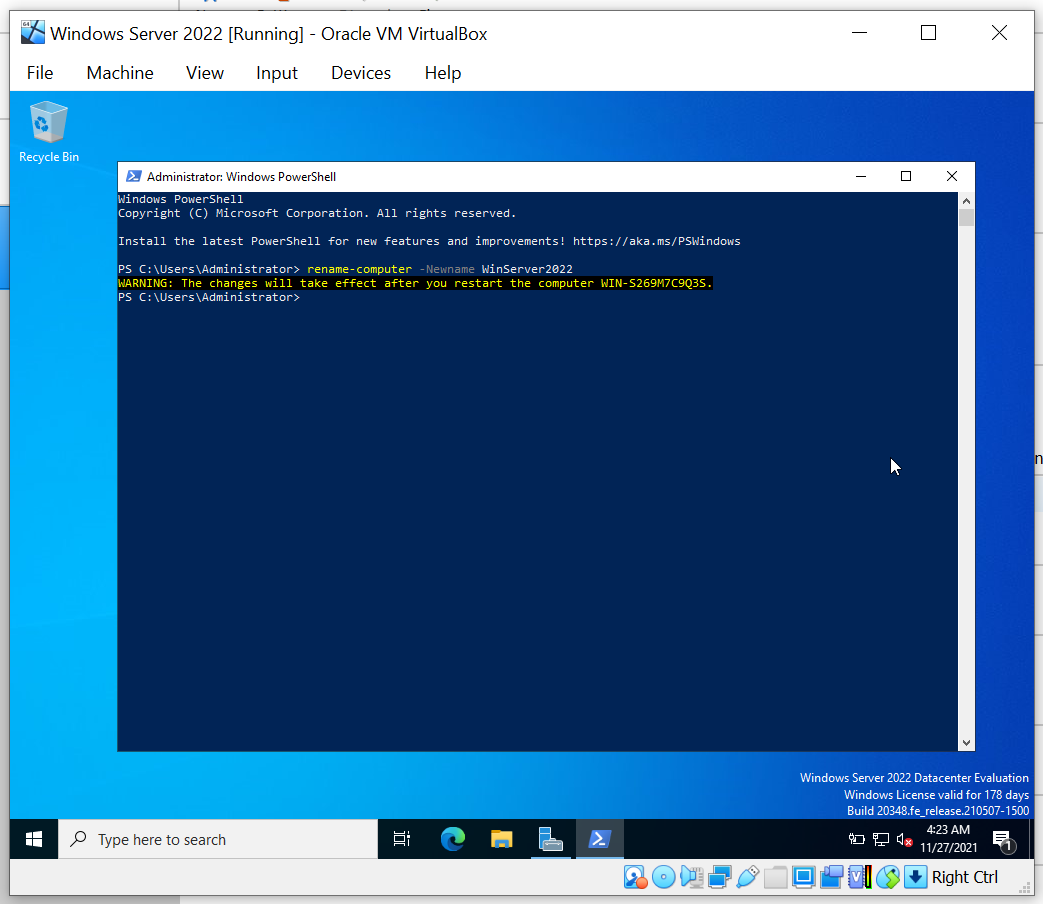 Windows Server 2022 [Running] - Oracle VM VirtualBox
File Machine View Input Devices Help
Recycle Bin
Administrator: Windows PowerShell
Windows PowerShell
Copyright (C) Microsoft Corporation. All rights reserved.
Install the latest PowerShell for new features and improvements! https://aka.ms/PSWindows
PS C:\Users\Administrator> rename-computer -Newname WinServer2022
WARNING: The changes will take effect after you restart the computer WIN-S269M7C9Q3S.
PS C:\Users\Administrator>
Windows Server 2022 Datacenter Evaluation
Windows License valid for 178 days
Build 20348.fe_release.210507-1500
Type here to search
4:23 AM
11/27/2021
1
Right Ctrl